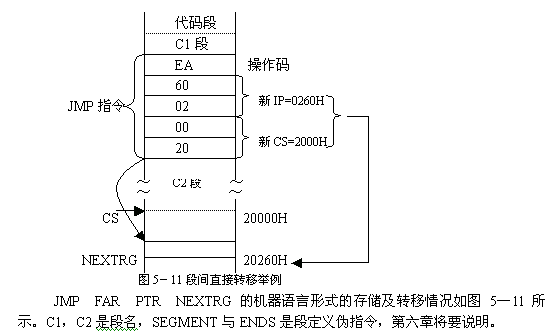 代码段
C1 段
EA 操作码
60
新 IP=0260H
JMP 指令 02
00
新 CS=2000H
20
C2 段
CS
20000H
NEXTRG 20260H
图 5-11 段间直接转移举例
JMP FAR PTR NEXTRG 的机器语言形式的存储及转移情况如图 5—11 所
示。C1，C2 是段名，SEGMENT 与 ENDS 是段定义伪指令，第六章将要说明。